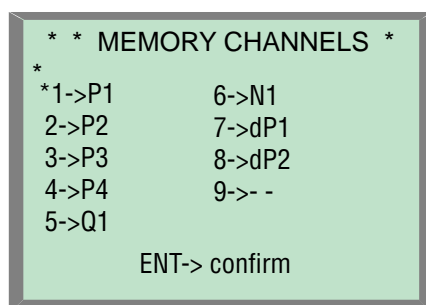 * * MEMORY CHANNELS *
*
*1->P1 6->N1
2->P2 7->dP1
3->P3 8->dP2
4->P4 9->- -
5->Q1
ENT-> confirm